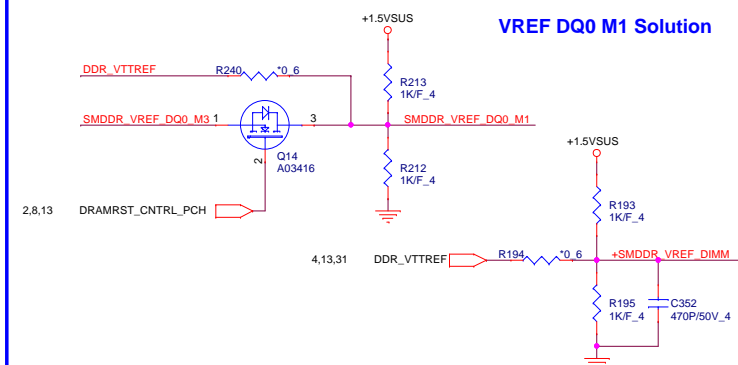 VREF DQ0 M1 Solution
+1.5VSUS
DDR_VTTREF
R240
*0_6
R213
1K/F_4
SMDDR_VREF_DQ0_M3
1
3
SMDDR_VREF_DQ0_M1
2
Q14
AO3416
R212
1K/F_4
+1.5VSUS
2,8,13
DRAMRST_CNTRL_PCH
R193
1K/F_4
4,13,31
DDR_VTTREF
R194
*0_6
+SMDDR_VREF_DIMM
R195
1K/F_4
C352
470P/50V_4